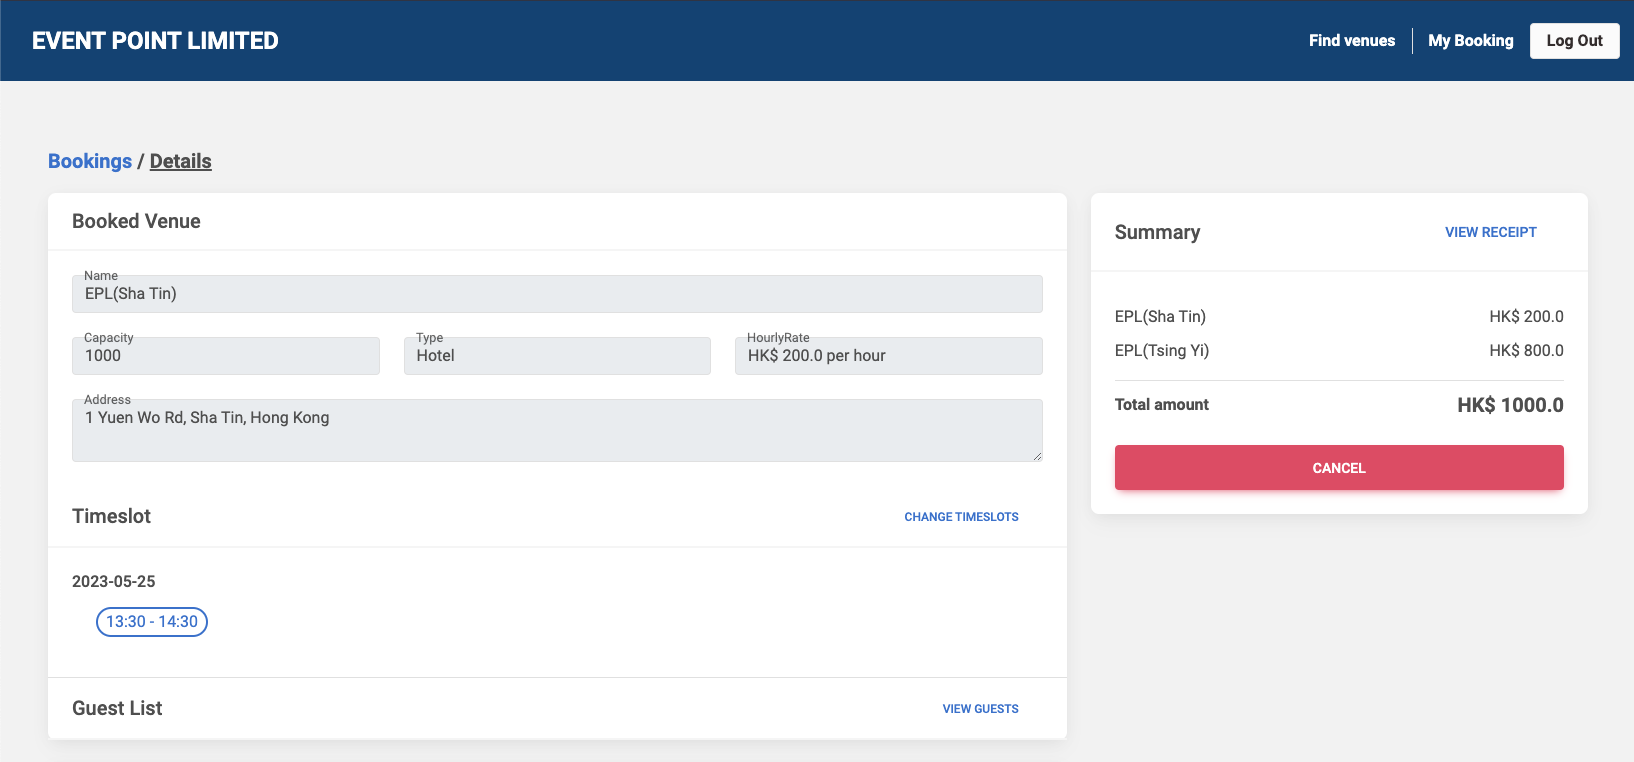 EVENT POINT LIMITED
Find venues
My Booking
Log Out
Bookings / Details
Booked Venue
Name
EPL(Sha Tin)
Capacity
1000
Type
Hotel
HourlyRate
HK$ 200.0 per hour
Address
1 Yuen Wo Rd, Sha Tin, Hong Kong
Timeslot
CHANGE TIMESLOTS
2023-05-25
13:30 - 14:30
Guest List
VIEW GUESTS
Summary
VIEW RECEIPT
EPL(Sha Tin) HK$ 200.0
EPL(Tsing Yi) HK$ 800.0
Total amount HK$ 1000.0
CANCEL